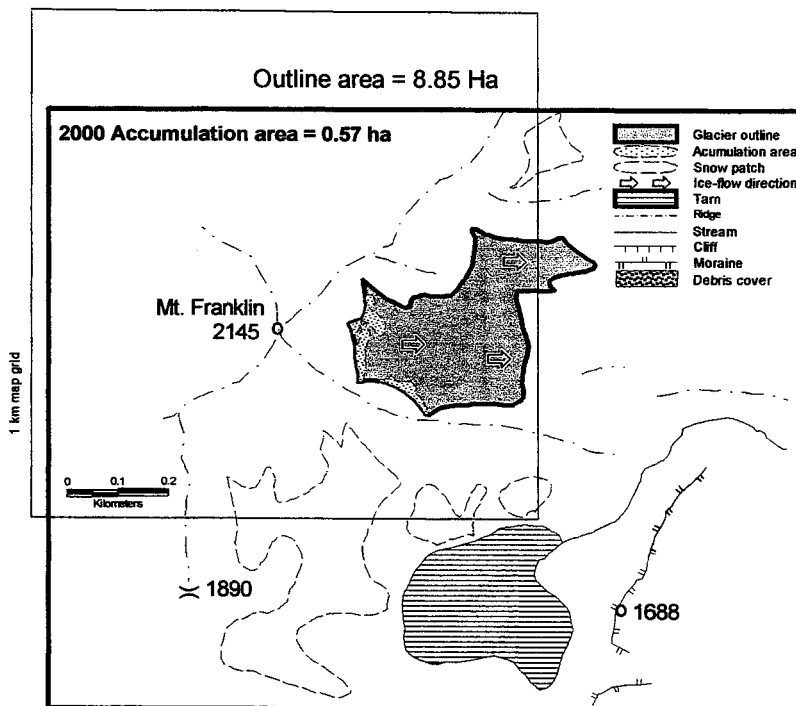 Outline area = 8.85 Ha
2000 Accumulation area = 0.57 ha
Glacier outline
Acumulation area
Snow patch
Ice-flow direction
Tarn
Ridge
Stream
Cliff
Moraine
Debris cover
Mt. Franklin
2145
1 km map grid
0 0.1 0.2
Kilometers
1890
1688